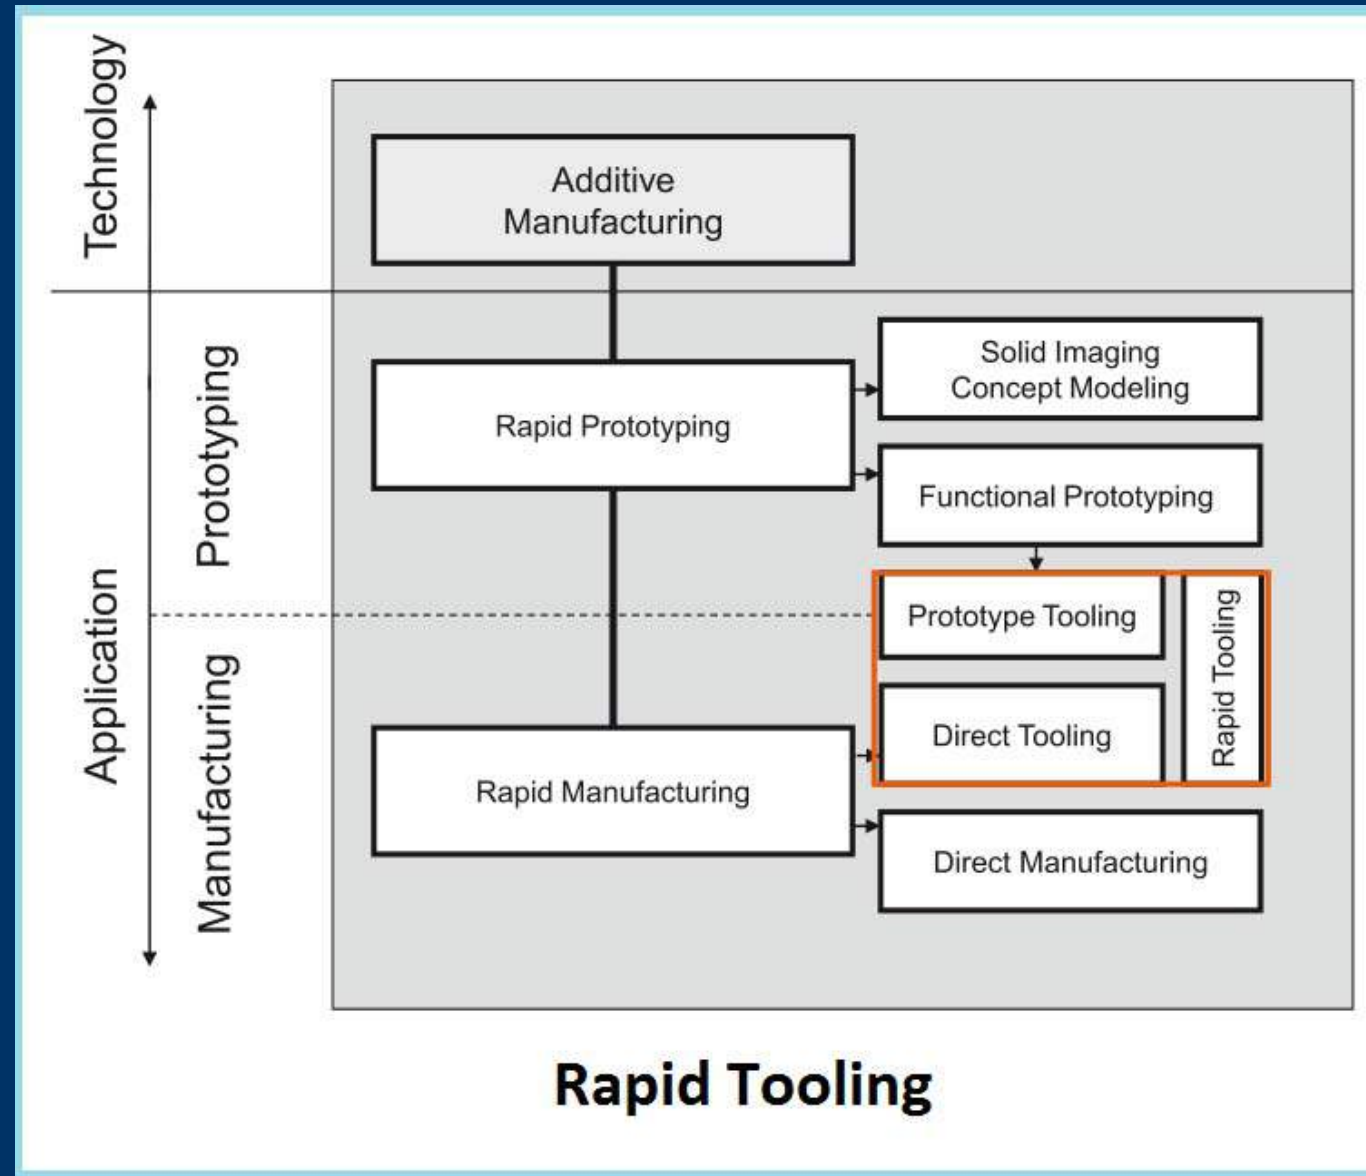 Technology
Additive
Manufacturing
Application
Prototyping
Rapid Prototyping
Solid Imaging
Concept Modeling
Functional Prototyping
Prototype Tooling
Rapid Tooling
Manufacturing
Direct Tooling
Rapid Manufacturing
Direct Manufacturing
Rapid Tooling